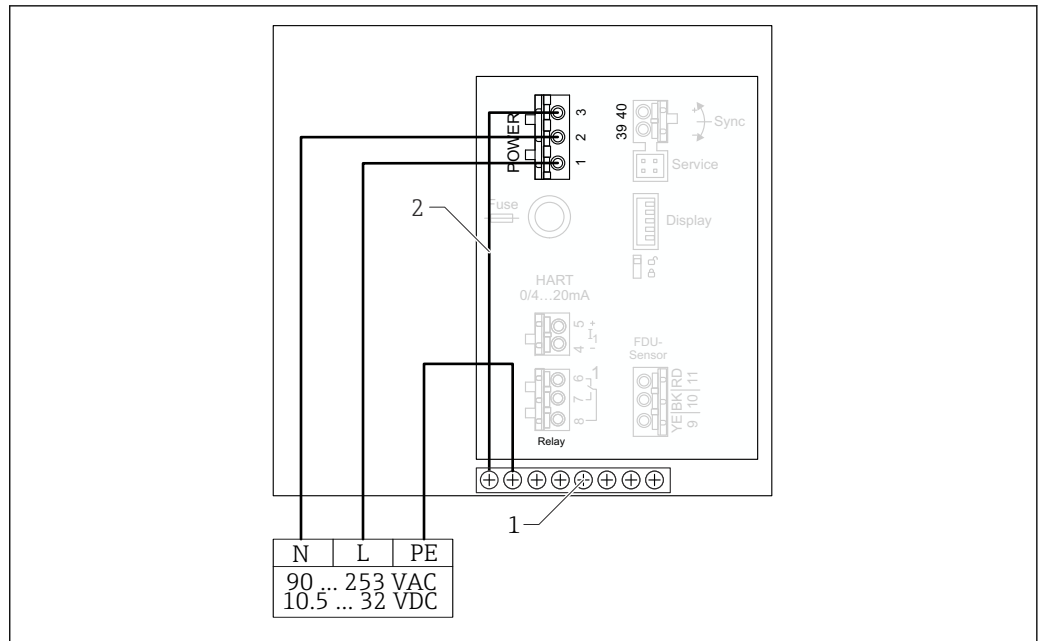 POWER
3
2
1
39 40
+
Sync
Service
Fuse
Display
2
HART
0/4...20mA
5 +
I1
4 -
FDU-
Sensor
6 1
7
8
Relay
YE|BK|RD
9 |10| 11
1
N L PE
90 ... 253 VAC
10.5 ... 32 VDC